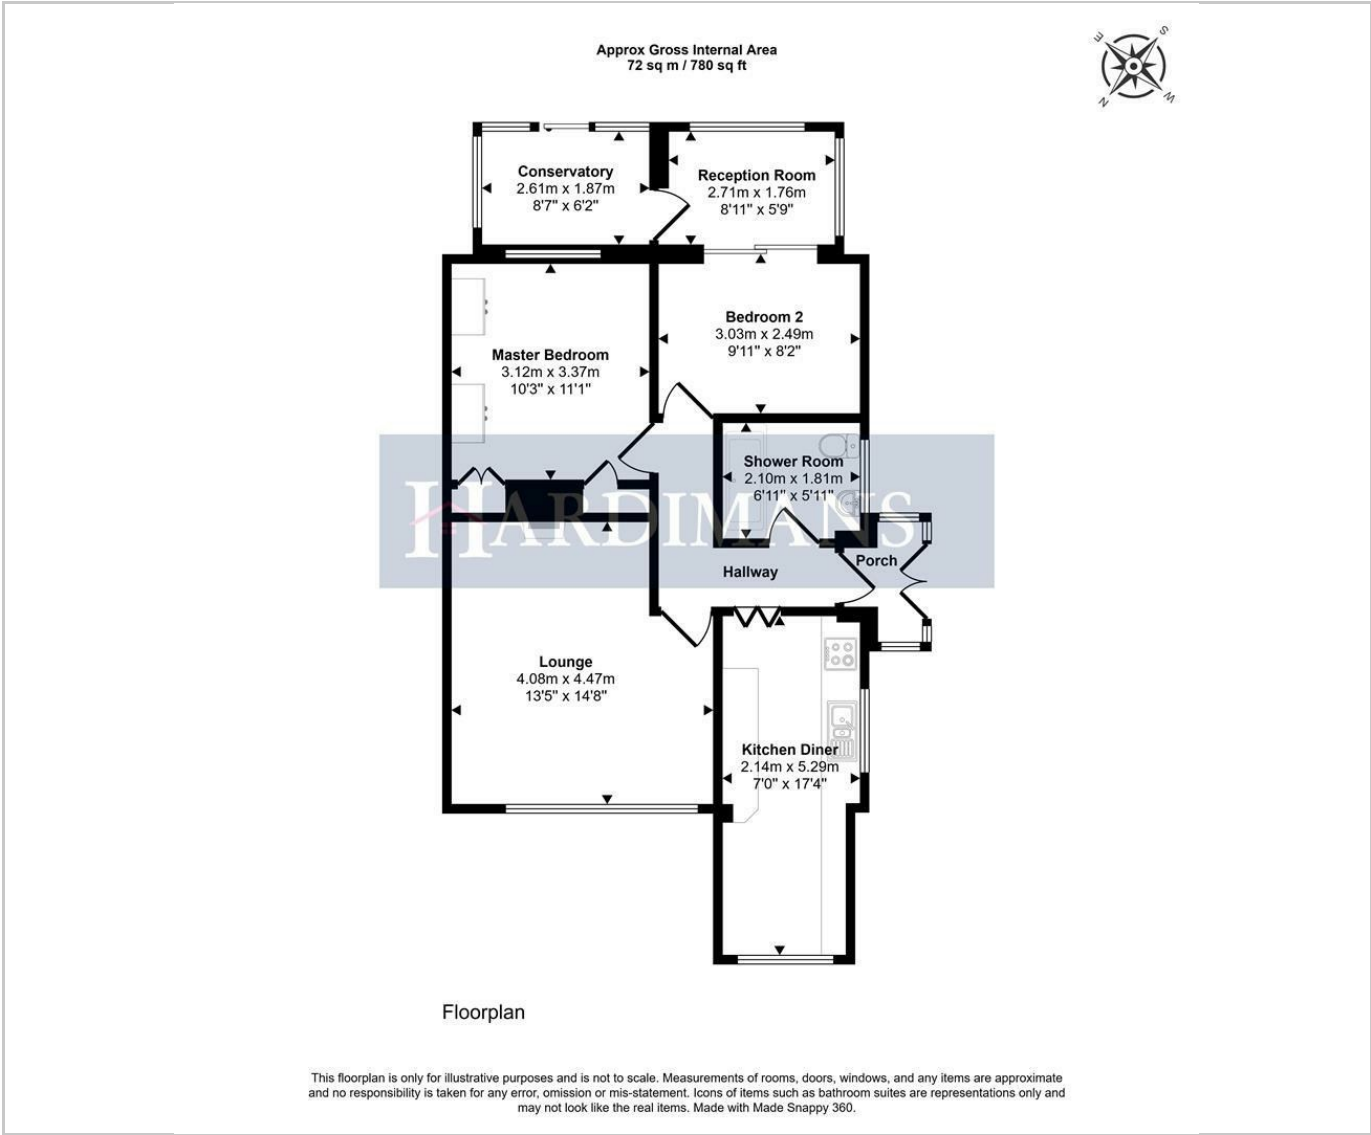 Approx Gross Internal Area
72 sq m / 780 sq ft
E
S
N
W
Conservatory
2.61m x 1.87m
8'7" x 6'2"
Reception Room
2.71m x 1.76m
8'11" x 5'9"
Bedroom 2
3.03m x 2.49m
9'11" x 8'2"
Master Bedroom
3.12m x 3.37m
10'3" x 11'1"
Shower Room
2.10m x 1.81m
6'11" x 5'11"
HARDIMANS
Porch
Hallway
Lounge
4.08m x 4.47m
13'5" x 14'8"
Kitchen Diner
2.14m x 5.29m
7'0" x 17'4"
Floorplan
This floorplan is only for illustrative purposes and is not to scale. Measurements of rooms, doors, windows, and any items are approximate
and no responsibility is taken for any error, omission or mis-statement. Icons of items such as bathroom suites are representations only and
may not look like the real items. Made with Made Snappy 360.